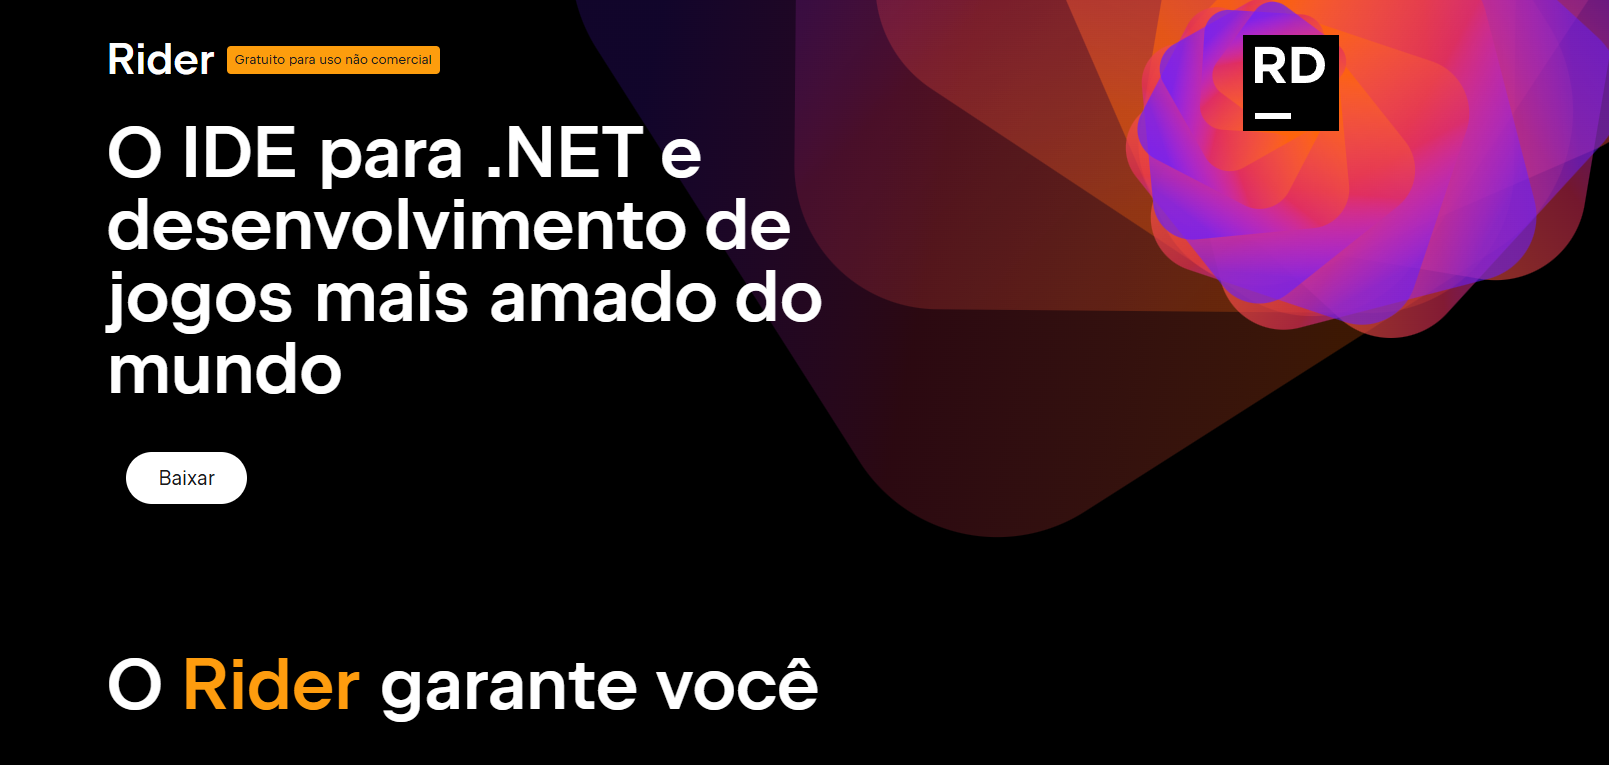 Rider Gratuito para uso não comercial
RD
O IDE para .NET e
desenvolvimento de
jogos mais amado do
mundo
Baixar
O Rider garante você